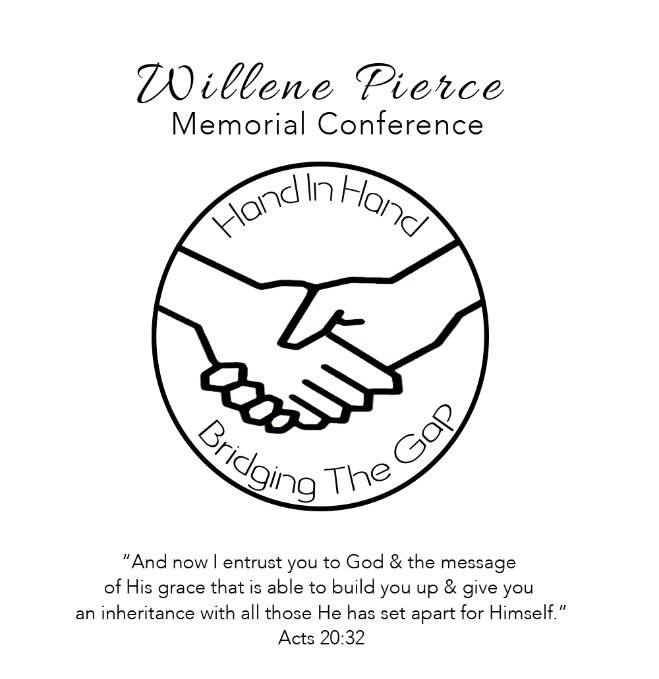 Willene Pierce
Memorial Conference
Hand In Hand
Bridging The Gap
“And now I entrust you to God & the message
of His grace that is able to build you up & give you
an inheritance with all those He has set apart for Himself.”
Acts 20:32